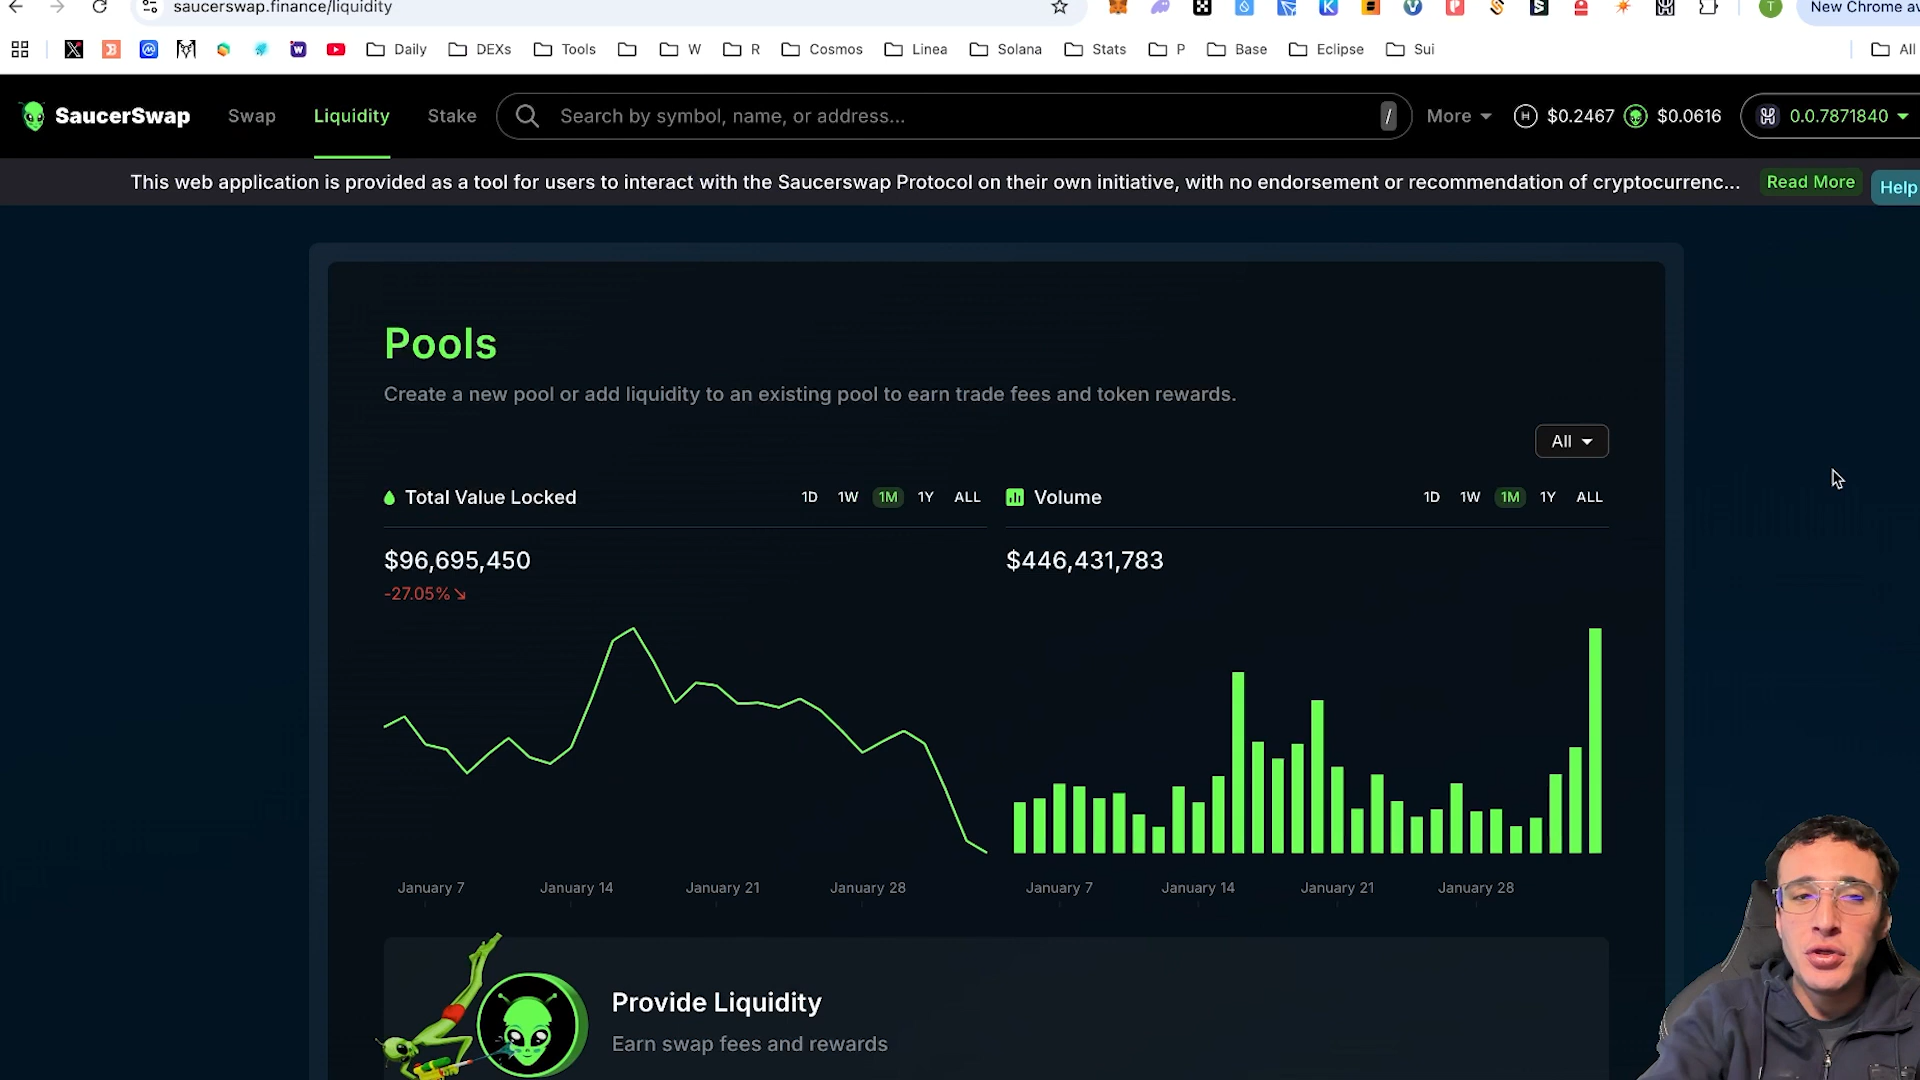 saucerswap.finance/liquidity
New Chrome av
Daily DEXs Tools W R Cosmos Linea Solana Stats P Base Eclipse Sui All
SaucerSwap Swap Liquidity Stake Search by symbol, name, or address... / More $0.2467 $0.0616 0.0.7871840
This web application is provided as a tool for users to interact with the Saucerswap Protocol on their own initiative, with no endorsement or recommendation of cryptocurrenc... Read More Help
Pools
Create a new pool or add liquidity to an existing pool to earn trade fees and token rewards.
All
Total Value Locked 1D 1W 1M 1Y ALL Volume 1D 1W 1M 1Y ALL
$96,695,450 $446,431,783
-27.05%
January 7 January 14 January 21 January 28 January 7 January 14 January 21 January 28
Provide Liquidity
Earn swap fees and rewards